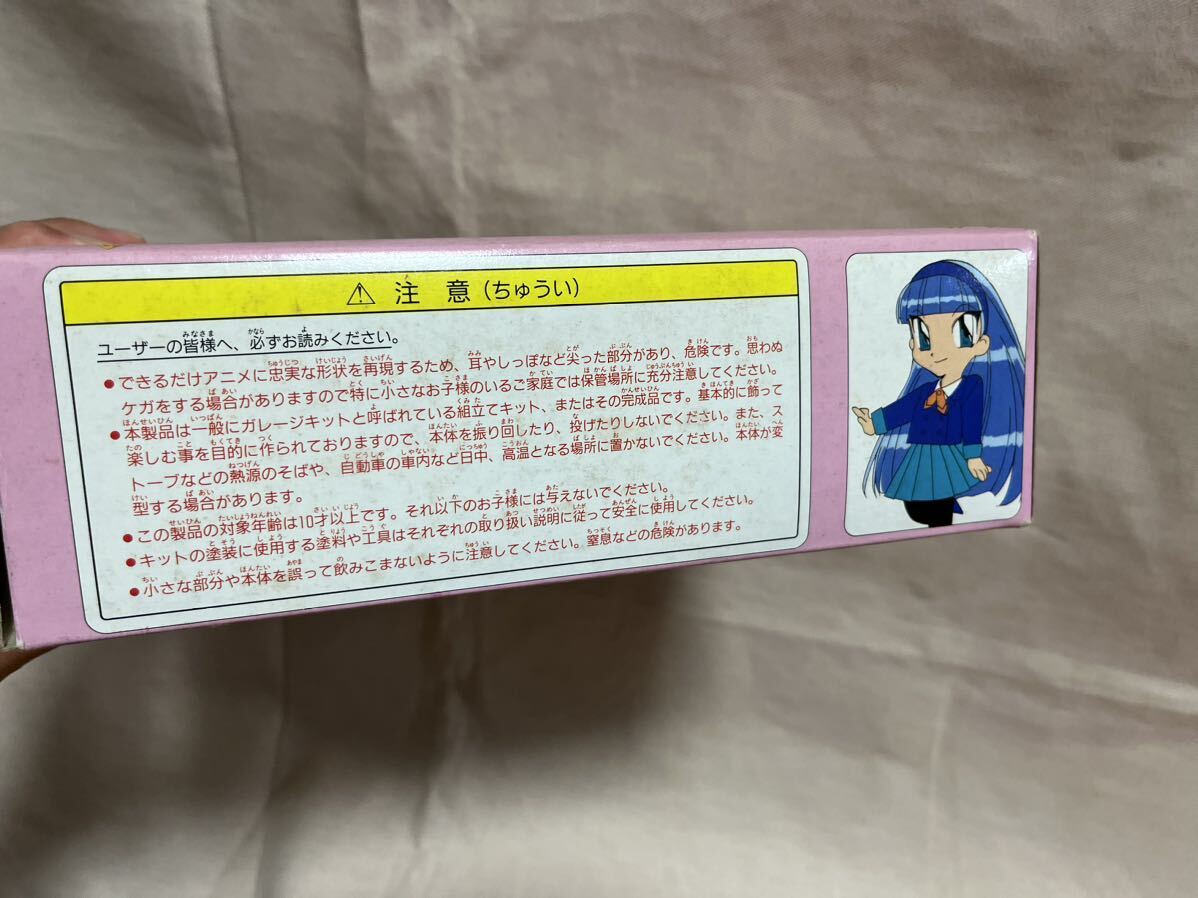 ⚠ 注 意（ちゅうい）
ユーザーの皆様へ、必ずお読みください。
●できるだけアニメに忠実な形状を再現するため、耳やしっぽなど尖った部分があり、危険です。思わぬ
ケガをする場合がありますので特に小さなお子様のいるご家庭では保管場所に充分注意してください。
●本製品は一般にガレージキットと呼ばれている組立てキット、またはその完成品です。基本的に飾って
楽しむ事を目的に作られておりますので、本体を振り回したり、投げたりしないでください。また、ス
トーブなどの熱源のそばや、自動車の車内など日中、高温となる場所に置かないでください。本体が変
型する場合があります。
●この製品の対象年齢は10才以上です。それ以下のお子様には与えないでください。
●キットの塗装に使用する塗料や工具はそれぞれの取り扱い説明に従って安全に使用してください。
●小さな部分や本体を誤って飲みこまないように注意してください。窒息などの危険があります。